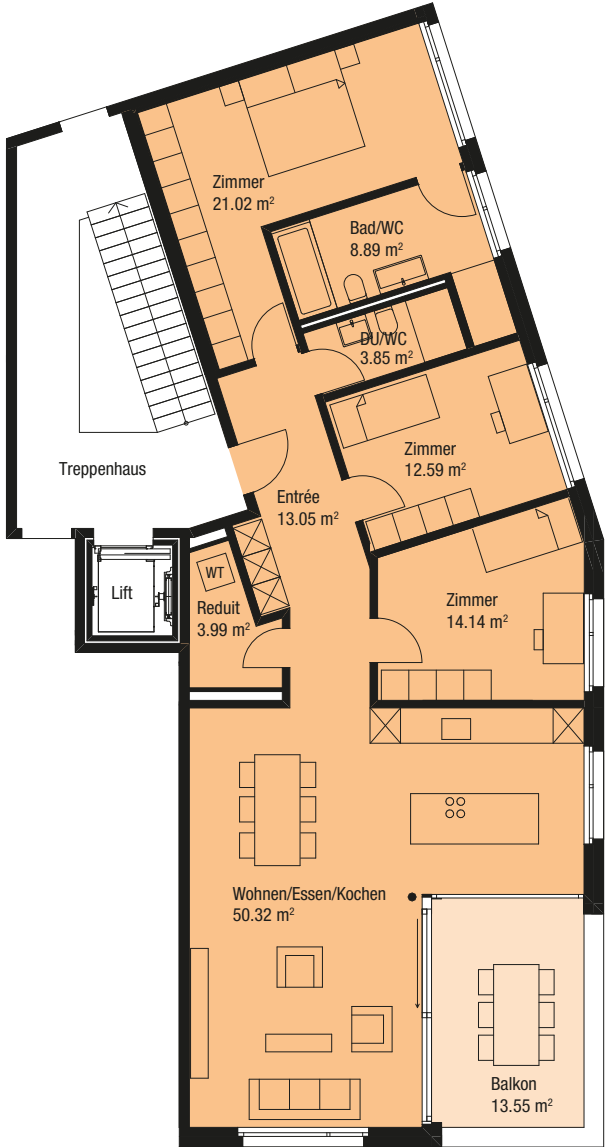 Zimmer
21.02 m²
Bad/WC
8.89 m²
DU/WC
3.85 m²
Zimmer
12.59 m²
Treppenhaus
Entrée
13.05 m²
WT
Lift
Reduit
3.99 m²
Zimmer
14.14 m²
Wohnen/Essen/Kochen
50.32 m²
Balkon
13.55 m²